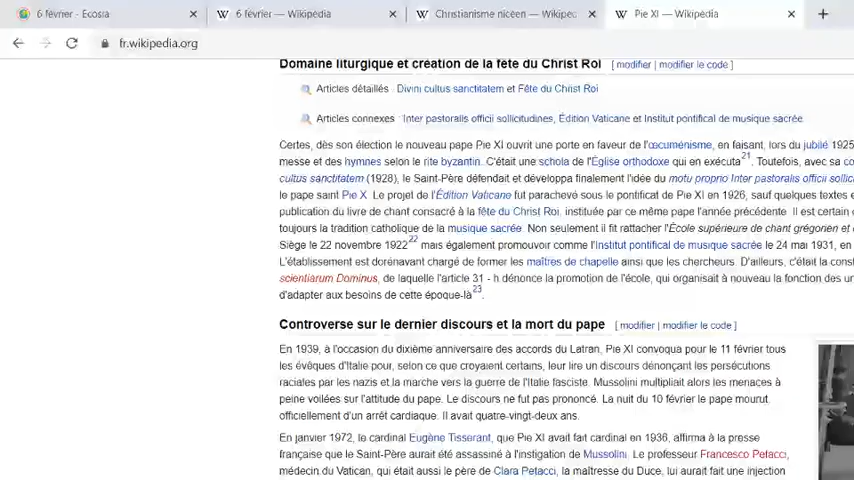 6 février - Ecosia
6 février — Wikipédia
Christianisme nicéen — Wikipéd
Pie XI — Wikipédia
fr.wikipedia.org
Domaine liturgique et création de la fête du Christ Roi [ modifier | modifier le code ]
Articles détaillés : Divini cultus sanctitatem et Fête du Christ Roi.
Articles connexes : Inter pastoralis officii sollicitudines, Édition Vaticane et Institut pontifical de musique sacrée.
Certes, dès son élection le nouveau pape Pie XI ouvrit une porte en faveur de l'œcuménisme, en faisant, lors du jubilé 1925
messe et des hymnes selon le rite byzantin. C'était une schola de l'Église orthodoxe qui en exécuta21. Toutefois, avec sa
cultus sanctitatem (1928), le Saint-Père défendait et développa finalement l'idée du motu proprio Inter pastoralis officii
le pape saint Pie X. Le projet de l'Édition Vaticane fut parachevé sous le pontificat de Pie XI en 1926, sauf quelques textes
publication du livre de chant consacré à la fête du Christ Roi, instituée par ce même pape l'année précédente. Il est certain
toujours la tradition catholique de la musique sacrée. Non seulement il fit rattacher l'École supérieure de chant grégorien et
Siège le 22 novembre 192222 mais également promouvoir comme l'Institut pontifical de musique sacrée le 24 mai 1931, en
L'établissement est dorénavant chargé de former les maîtres de chapelle ainsi que les chercheurs. D'ailleurs, c'était la
scientiarum Dominus, de laquelle l'article 31 - h dénonce la promotion de l'école, qui organisait à nouveau la fonction des
d'adapter aux besoins de cette époque-là23.
Controverse sur le dernier discours et la mort du pape [ modifier | modifier le code ]
En 1939, à l'occasion du dixième anniversaire des accords du Latran, Pie XI convoqua pour le 11 février tous
les évêques d'Italie pour, selon ce que croyaient certains, leur lire un discours dénonçant les persécutions
raciales par les nazis et la marche vers la guerre de l'Italie fasciste. Mussolini multipliait alors les menaces à
peine voilées sur l'attitude du pape. Le discours ne fut pas prononcé. La nuit du 10 février le pape mourut,
officiellement d'un arrêt cardiaque. Il avait quatre-vingt-deux ans.
En janvier 1972, le cardinal Eugène Tisserant, que Pie XI avait fait cardinal en 1936, affirma à la presse
française que le Saint-Père aurait été assassiné à l'instigation de Mussolini. Le professeur Francesco Petacci,
médecin du Vatican, qui était aussi le père de Clara Petacci, la maîtresse du Duce, lui aurait fait une injection